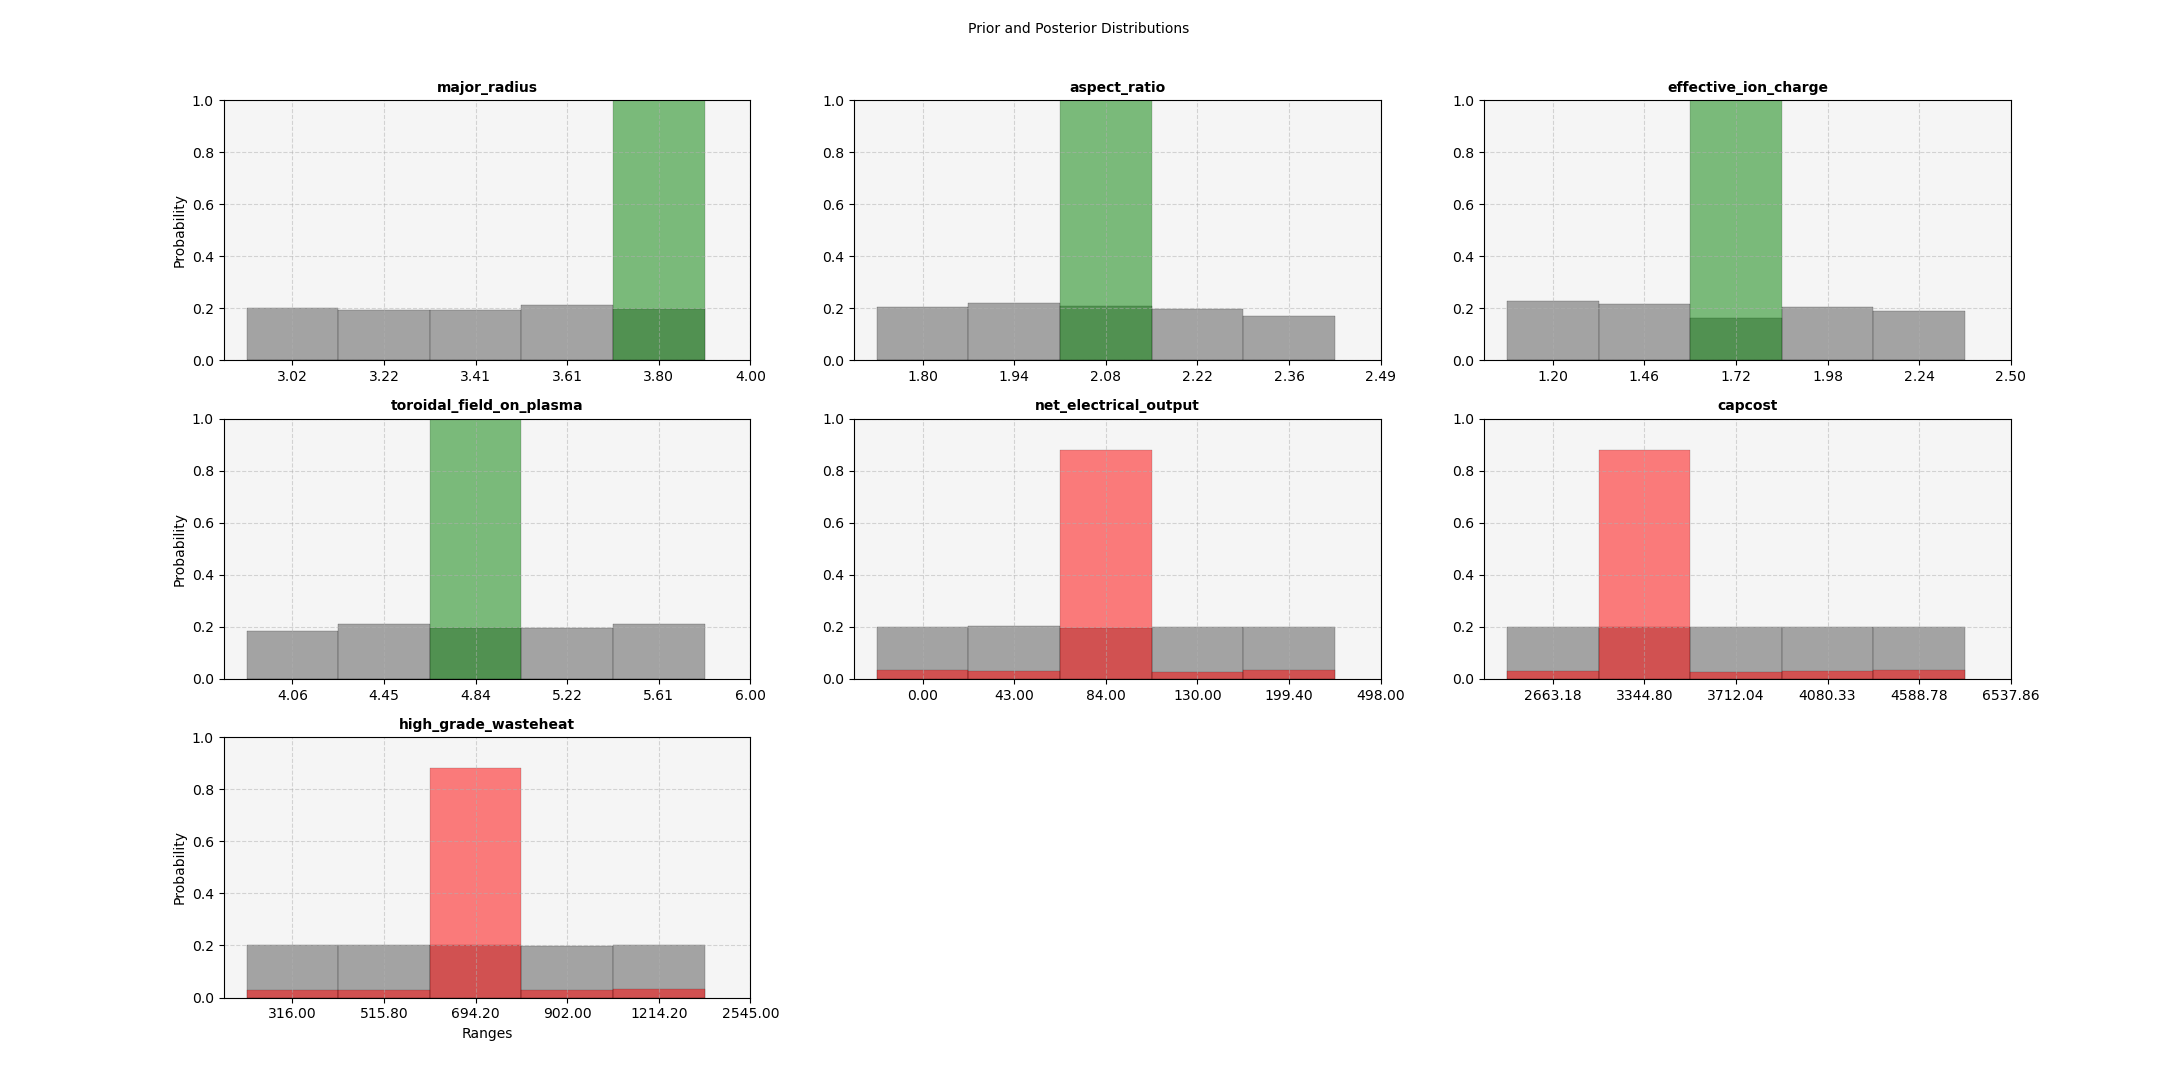 Prior and Posterior Distributions
major_radius
aspect_ratio
effective_ion_charge
Probability
1.0
0.8
0.6
0.4
0.2
0.0
3.02 3.22 3.41 3.61 3.80 4.00
1.0
0.8
0.6
0.4
0.2
0.0
1.80 1.94 2.08 2.22 2.36 2.49
1.0
0.8
0.6
0.4
0.2
0.0
1.20 1.46 1.72 1.98 2.24 2.50
toroidal_field_on_plasma
net_electrical_output
capcost
Probability
1.0
0.8
0.6
0.4
0.2
0.0
4.06 4.45 4.84 5.22 5.61 6.00
1.0
0.8
0.6
0.4
0.2
0.0
0.00 43.00 84.00 130.00 199.40 498.00
1.0
0.8
0.6
0.4
0.2
0.0
2663.18 3344.80 3712.04 4080.33 4588.78 6537.86
high_grade_wasteheat
Probability
1.0
0.8
0.6
0.4
0.2
0.0
316.00 515.80 694.20 902.00 1214.20 2545.00
Ranges